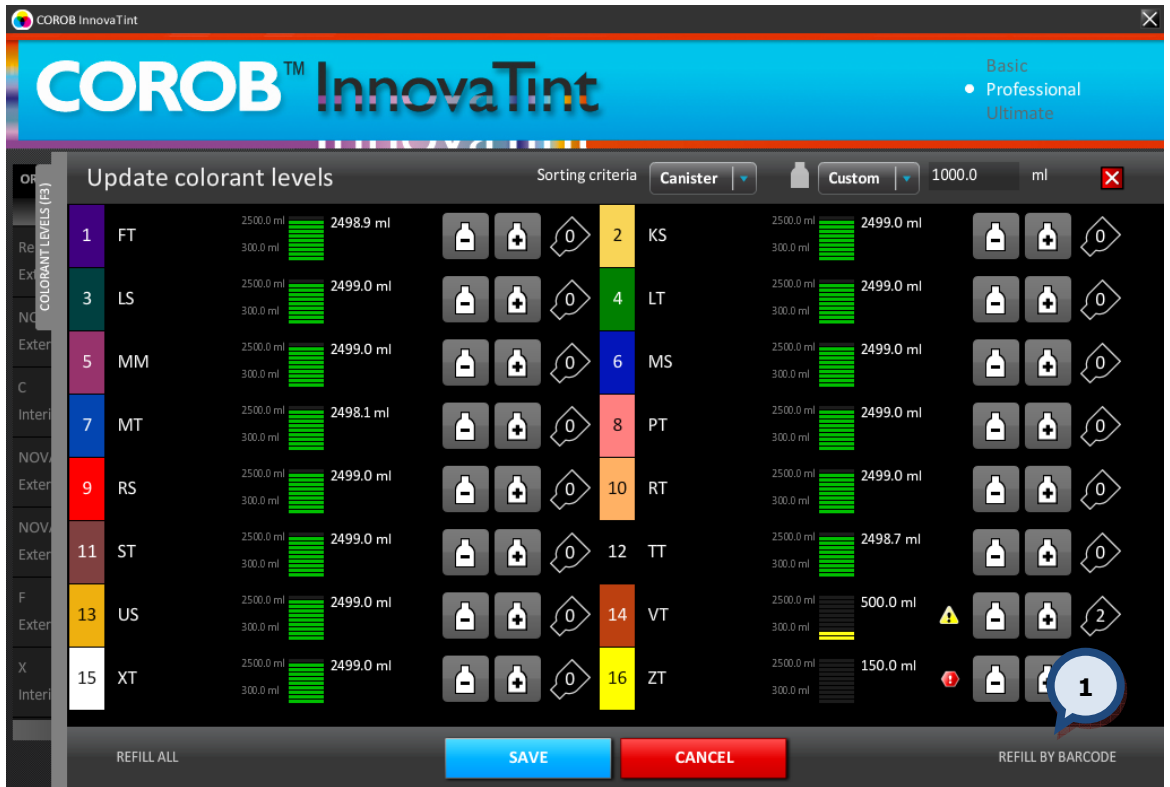 COROB InnovaTint
COROB™ InnovaTint
Basic
Professional
Ultimate
COLORANT LEVELS (F3)
Update colorant levels
Sorting criteria Canister Custom 1000.0 ml
1 FT 2500.0 ml 300.0 ml 2498.9 ml 0
2 KS 2500.0 ml 300.0 ml 2499.0 ml 0
3 LS 2500.0 ml 300.0 ml 2499.0 ml 0
4 LT 2500.0 ml 300.0 ml 2499.0 ml 0
5 MM 2500.0 ml 300.0 ml 2499.0 ml 0
6 MS 2500.0 ml 300.0 ml 2499.0 ml 0
7 MT 2500.0 ml 300.0 ml 2498.1 ml 0
8 PT 2500.0 ml 300.0 ml 2499.0 ml 0
9 RS 2500.0 ml 300.0 ml 2499.0 ml 0
10 RT 2500.0 ml 300.0 ml 2499.0 ml 0
11 ST 2500.0 ml 300.0 ml 2499.0 ml 0
12 TT 2500.0 ml 300.0 ml 2498.7 ml 0
13 US 2500.0 ml 300.0 ml 2499.0 ml 0
14 VT 2500.0 ml 300.0 ml 500.0 ml 2
15 XT 2500.0 ml 300.0 ml 2499.0 ml 0
16 ZT 2500.0 ml 300.0 ml 150.0 ml
1
REFILL ALL
SAVE
CANCEL
REFILL BY BARCODE